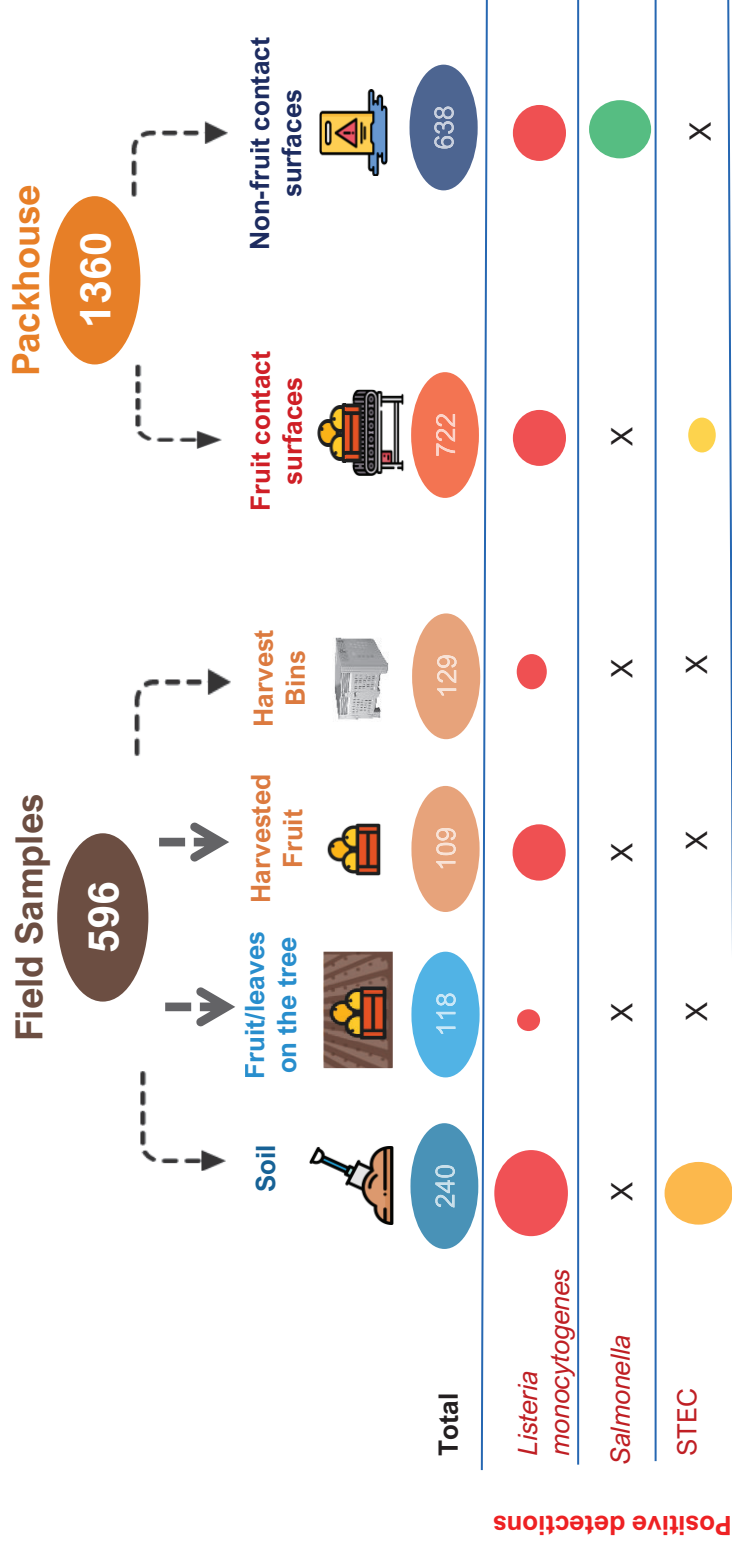 Field Samples
596
Packhouse
1360
Soil
Fruit/leaves
on the tree
Harvested
Fruit
Harvest
Bins
Fruit contact
surfaces
Non-fruit contact
surfaces
Total
240
118
109
129
722
638
Positive detections
Listeria
monocytogenes
Salmonella
X
X
X
X
X
STEC
X
X
X
X